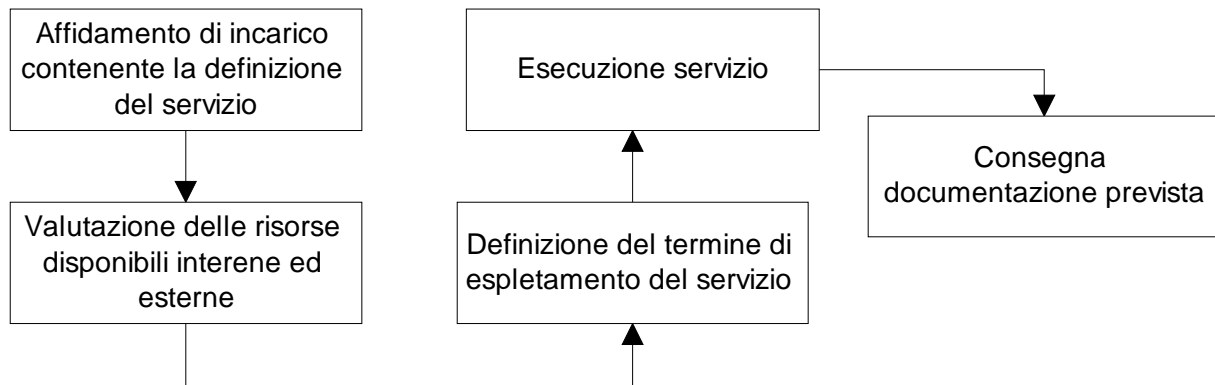 Affidamento di incarico
contenente la definizione
del servizio
Valutazione delle risorse
disponibili interene ed
esterne
Definizione del termine di
espletamento del servizio
Esecuzione servizio
Consegna
documentazione prevista